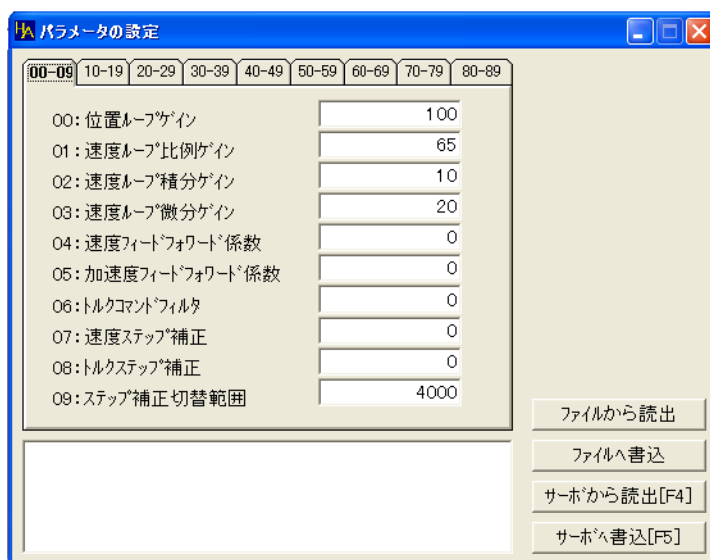 HA パラメータの設定
00-09 10-19 20-29 30-39 40-49 50-59 60-69 70-79 80-89
00:位置ﾙｰﾌﾟｹﾞｲﾝ 100
01:速度ﾙｰﾌﾟ比例ｹﾞｲﾝ 65
02:速度ﾙｰﾌﾟ積分ｹﾞｲﾝ 10
03:速度ﾙｰﾌﾟ微分ｹﾞｲﾝ 20
04:速度ﾌｨｰﾄﾞﾌｫﾜｰﾄﾞ係数 0
05:加速度ﾌｨｰﾄﾞﾌｫﾜｰﾄﾞ係数 0
06:ﾄﾙｸｺﾏﾝﾄﾞﾌｨﾙﾀ 0
07:速度ｽﾃｯﾌﾟ補正 0
08:ﾄﾙｸｽﾃｯﾌﾟ補正 0
09:ｽﾃｯﾌﾟ補正切替範囲 4000
ﾌｧｲﾙから読出
ﾌｧｲﾙへ書込
ｻｰﾎﾞから読出[F4]
ｻｰﾎﾞへ書込[F5]